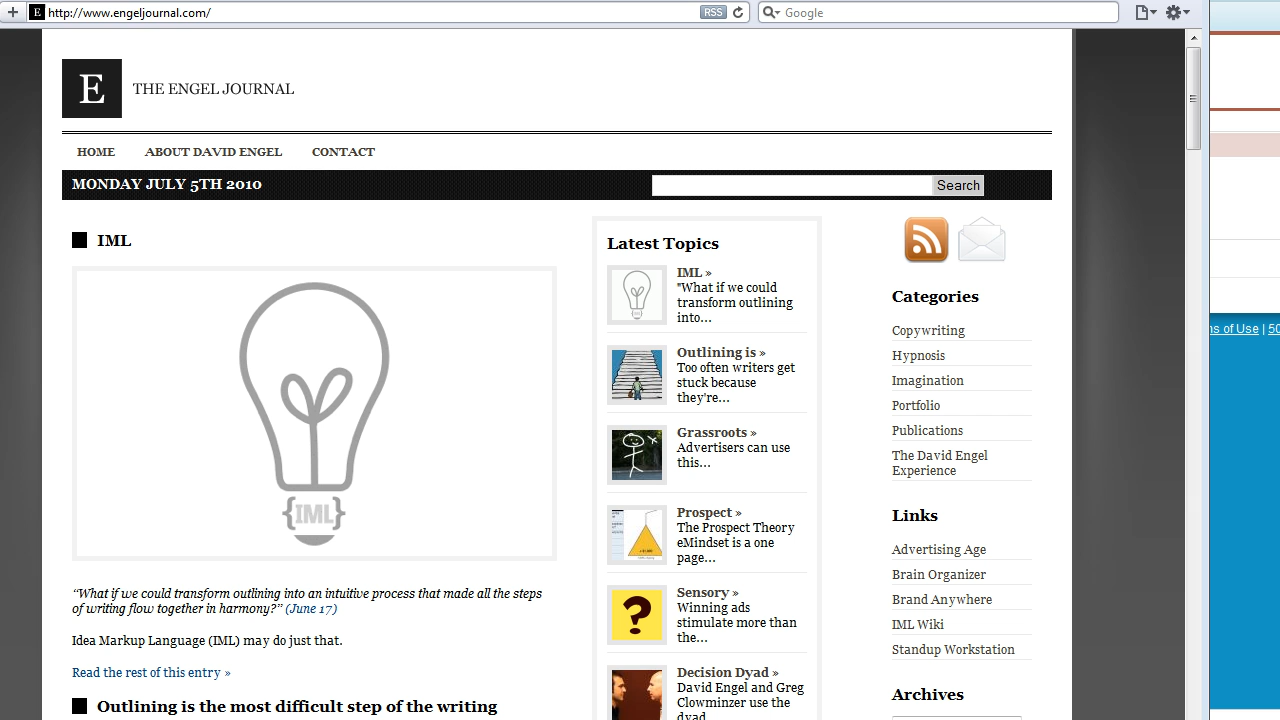 http://www.engeljournal.com/
RSS
Google
E
THE ENGEL JOURNAL
HOME
ABOUT DAVID ENGEL
CONTACT
MONDAY JULY 5TH 2010
Search
IML
{IML}
“What if we could transform outlining into an intuitive process that made all the steps
of writing flow together in harmony?” (June 17)
Idea Markup Language (IML) may do just that.
Read the rest of this entry »
Outlining is the most difficult step of the writing
Latest Topics
IML »
"What if we could
transform outlining
into...
Outlining is »
Too often writers get
stuck because
they're...
Grassroots »
Advertisers can use
this...
Prospect »
The Prospect Theory
eMindset is a one
page...
Sensory »
Winning ads
stimulate more than
the...
Decision Dyad »
David Engel and Greg
Clowminzer use the
dyad
Categories
Copywriting
Hypnosis
Imagination
Portfolio
Publications
The David Engel
Experience
Links
Advertising Age
Brain Organizer
Brand Anywhere
IML Wiki
Standup Workstation
Archives
of Use | 50